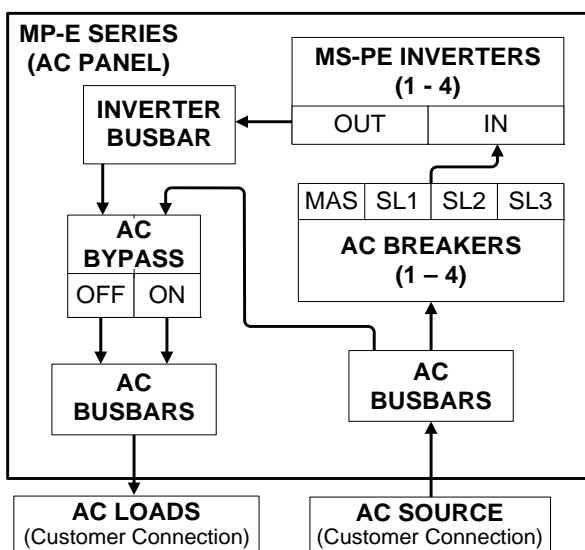 MP-E SERIES
(AC PANEL)
MS-PE INVERTERS
(1 - 4)
OUT
IN
INVERTER
BUSBAR
MAS
SL1
SL2
SL3
AC BREAKERS
(1 – 4)
AC
BYPASS
OFF
ON
AC
BUSBARS
AC
BUSBARS
AC LOADS
(Customer Connection)
AC SOURCE
(Customer Connection)